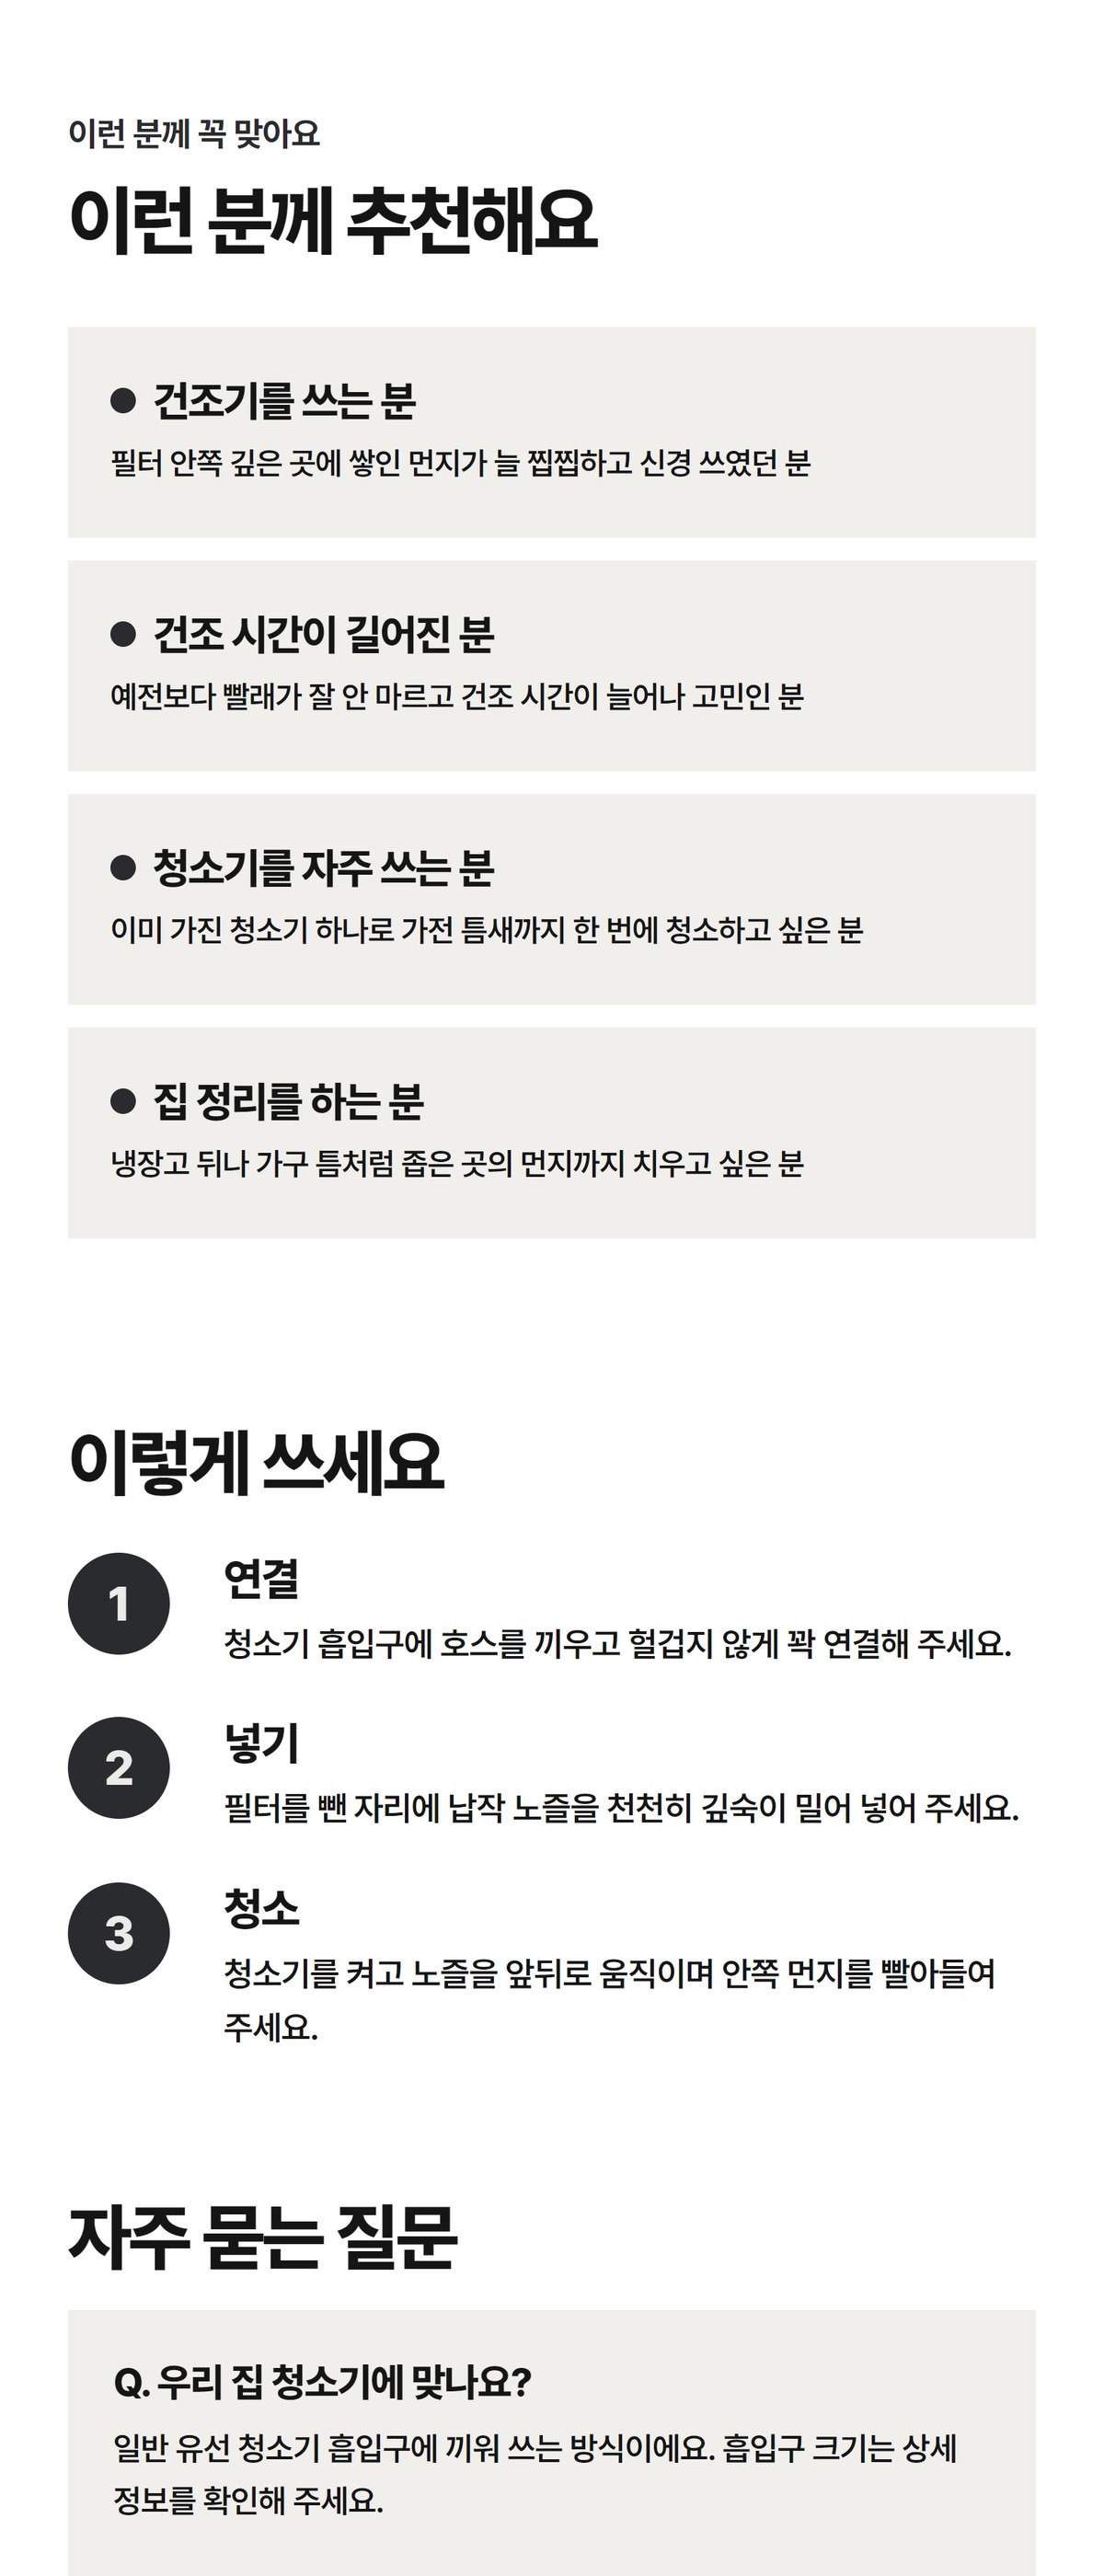 이런 분께 꼭 맞아요
이런 분께 추천해요
● 건조기를 쓰는 분
필터 안쪽 깊은 곳에 쌓인 먼지가 늘 찝찝하고 신경 쓰였던 분
● 건조 시간이 길어진 분
예전보다 빨래가 잘 안 마르고 건조 시간이 늘어나 고민인 분
● 청소기를 자주 쓰는 분
이미 가진 청소기 하나로 가전 틈새까지 한 번에 청소하고 싶은 분
● 집 정리를 하는 분
냉장고 뒤나 가구 틈처럼 좁은 곳의 먼지까지 치우고 싶은 분
이렇게 쓰세요
1
연결
청소기 흡입구에 호스를 끼우고 헐겁지 않게 꽉 연결해 주세요.
2
넣기
필터를 뺀 자리에 납작 노즐을 천천히 깊숙이 밀어 넣어 주세요.
3
청소
청소기를 켜고 노즐을 앞뒤로 움직이며 안쪽 먼지를 빨아들여
주세요.
자주 묻는 질문
Q. 우리 집 청소기에 맞나요?
일반 유선 청소기 흡입구에 끼워 쓰는 방식이에요. 흡입구 크기는 상세
정보를 확인해 주세요.